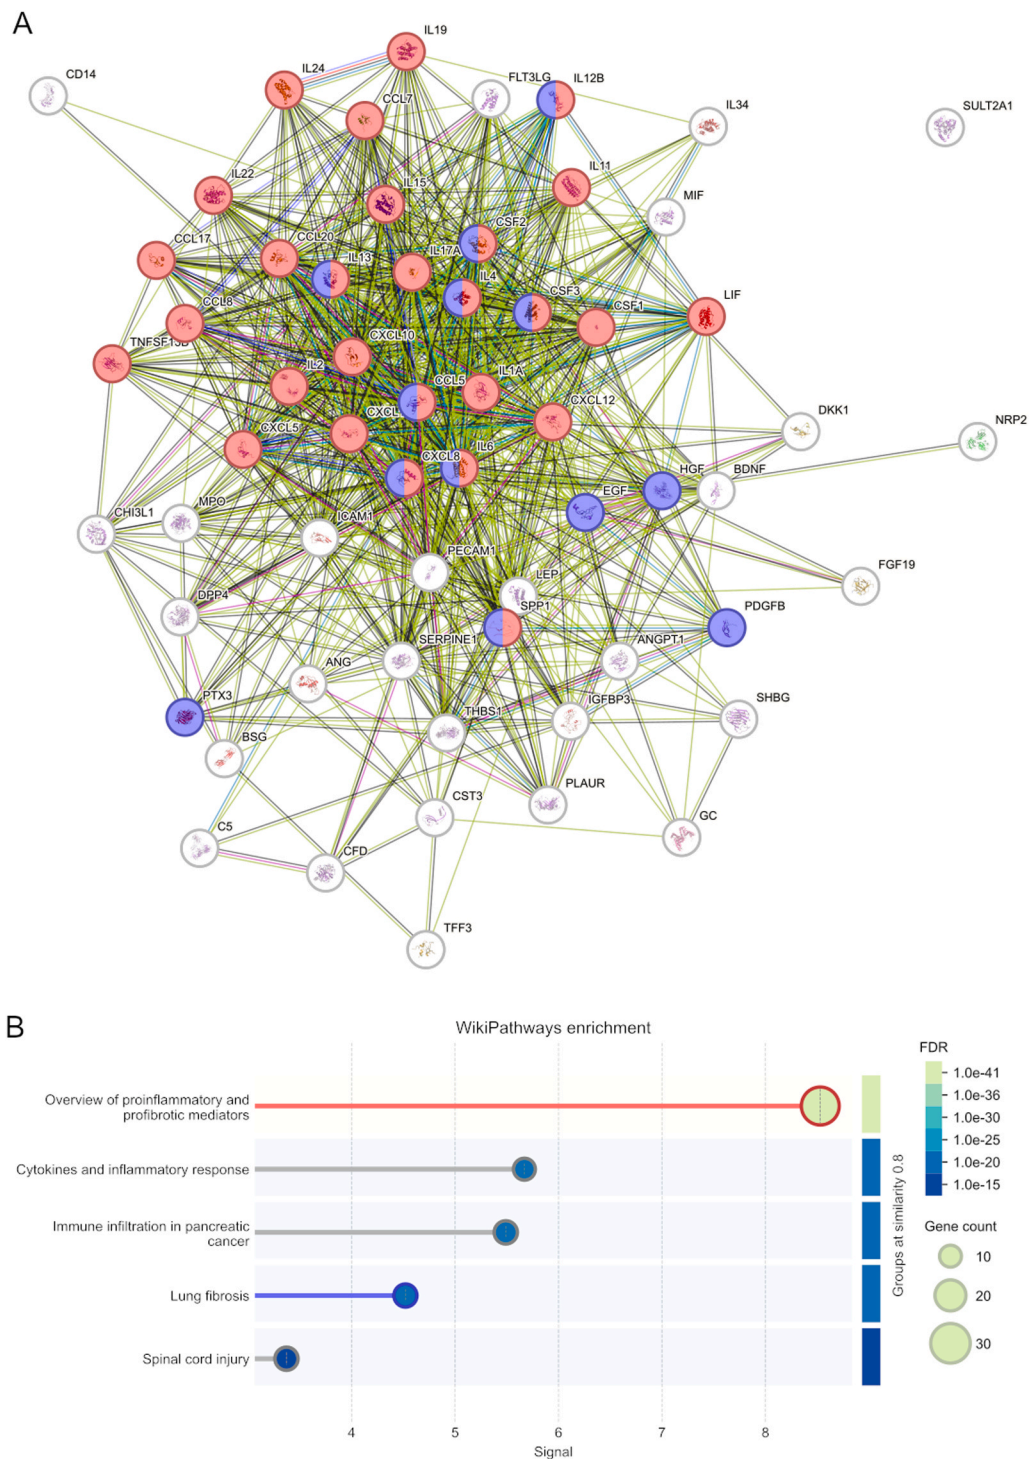 A
IL19
CD14
IL24
FLT3LG
IL12B
CCL7
IL34
SULT2A1
IL22
IL15
IL11
MIF
CSF2
CCL17
CCL20
IL13
IL17A
IL4
CCL8
CSF3
CSF1
LIF
TNFSF13B
CXCL10
IL2
CCL5
IL1A
CXCL5
CXCL
CXCL12
DKK1
NRP2
CXCL8
IL6
HGF
BDNF
EGF
CHI3L1
MPO
ICAM1
PECAM1
FGF19
DPP4
LEP
SPP1
PDGFB
SERPINE1
ANGPT1
ANG
PTX3
IGFBP3
SHBG
THBS1
BSG
PLAUR
CST3
GC
C5
CFD
TFF3
B
WikiPathways enrichment
FDR
1.0e-41
1.0e-36
1.0e-30
1.0e-25
1.0e-20
1.0e-15
Overview of proinflammatory and
profibrotic mediators
Cytokines and inflammatory response
Immune infiltration in pancreatic
cancer
Lung fibrosis
Spinal cord injury
Groups at similarity 0.8
Gene count
10
20
30
4 5 6 7 8
Signal